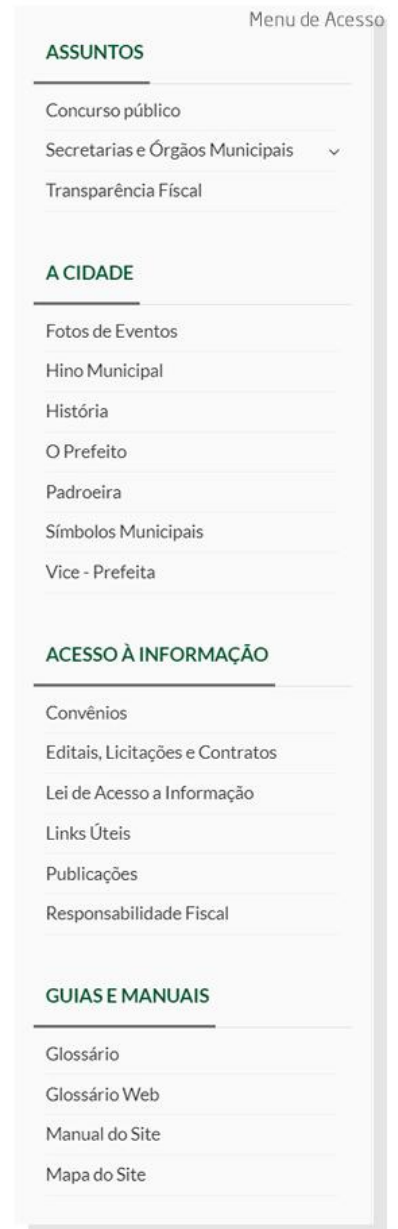 Menu de Acesso
ASSUNTOS
Concurso público
Secretarias e Órgãos Municipais
Transparência Físcal
A CIDADE
Fotos de Eventos
Hino Municipal
História
O Prefeito
Padroeira
Símbolos Municipais
Vice - Prefeita
ACESSO À INFORMAÇÃO
Convênios
Editais, Licitações e Contratos
Lei de Acesso a Informação
Links Úteis
Publicações
Responsabilidade Fiscal
GUIAS E MANUAIS
Glossário
Glossário Web
Manual do Site
Mapa do Site